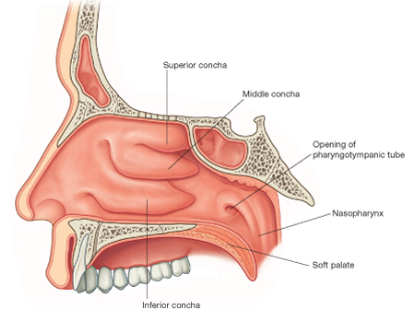 Superior concha
Middle concha
Opening of
pharyngotympanic tube
Nasopharynx
Soft palate
Inferior concha